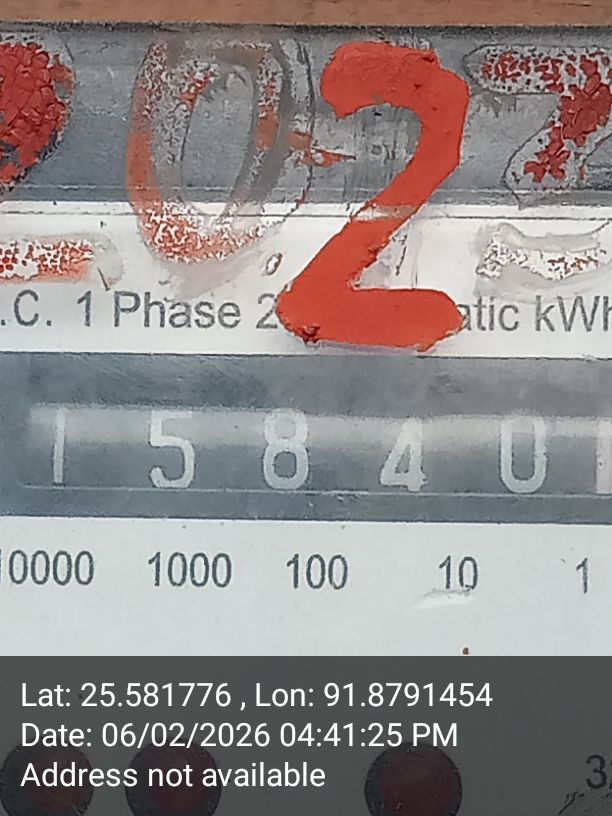 2
.C. 1 Phase 2 atic kWh
1 5 8 4 0
10000 1000 100 10 1
Lat: 25.581776 , Lon: 91.8791454
Date: 06/02/2026 04:41:25 PM
Address not available